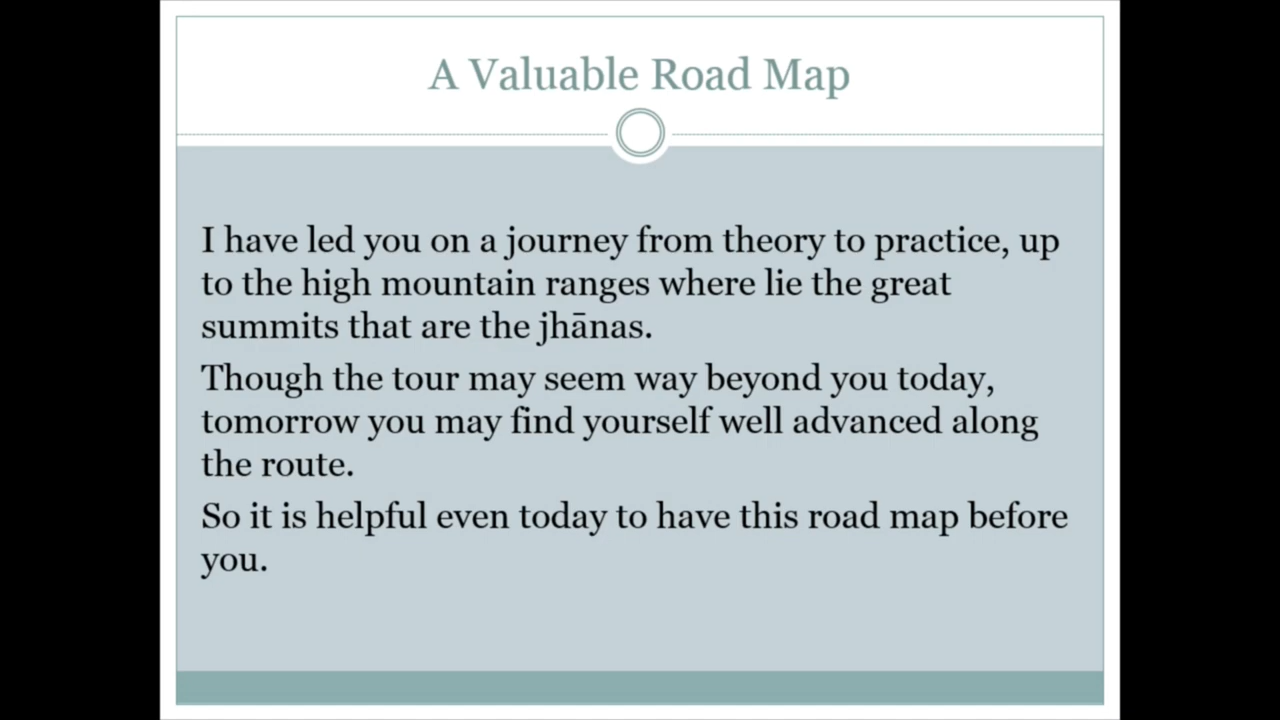 A Valuable Road Map
I have led you on a journey from theory to practice, up
to the high mountain ranges where lie the great
summits that are the jhānas.
Though the tour may seem way beyond you today,
tomorrow you may find yourself well advanced along
the route.
So it is helpful even today to have this road map before
you.